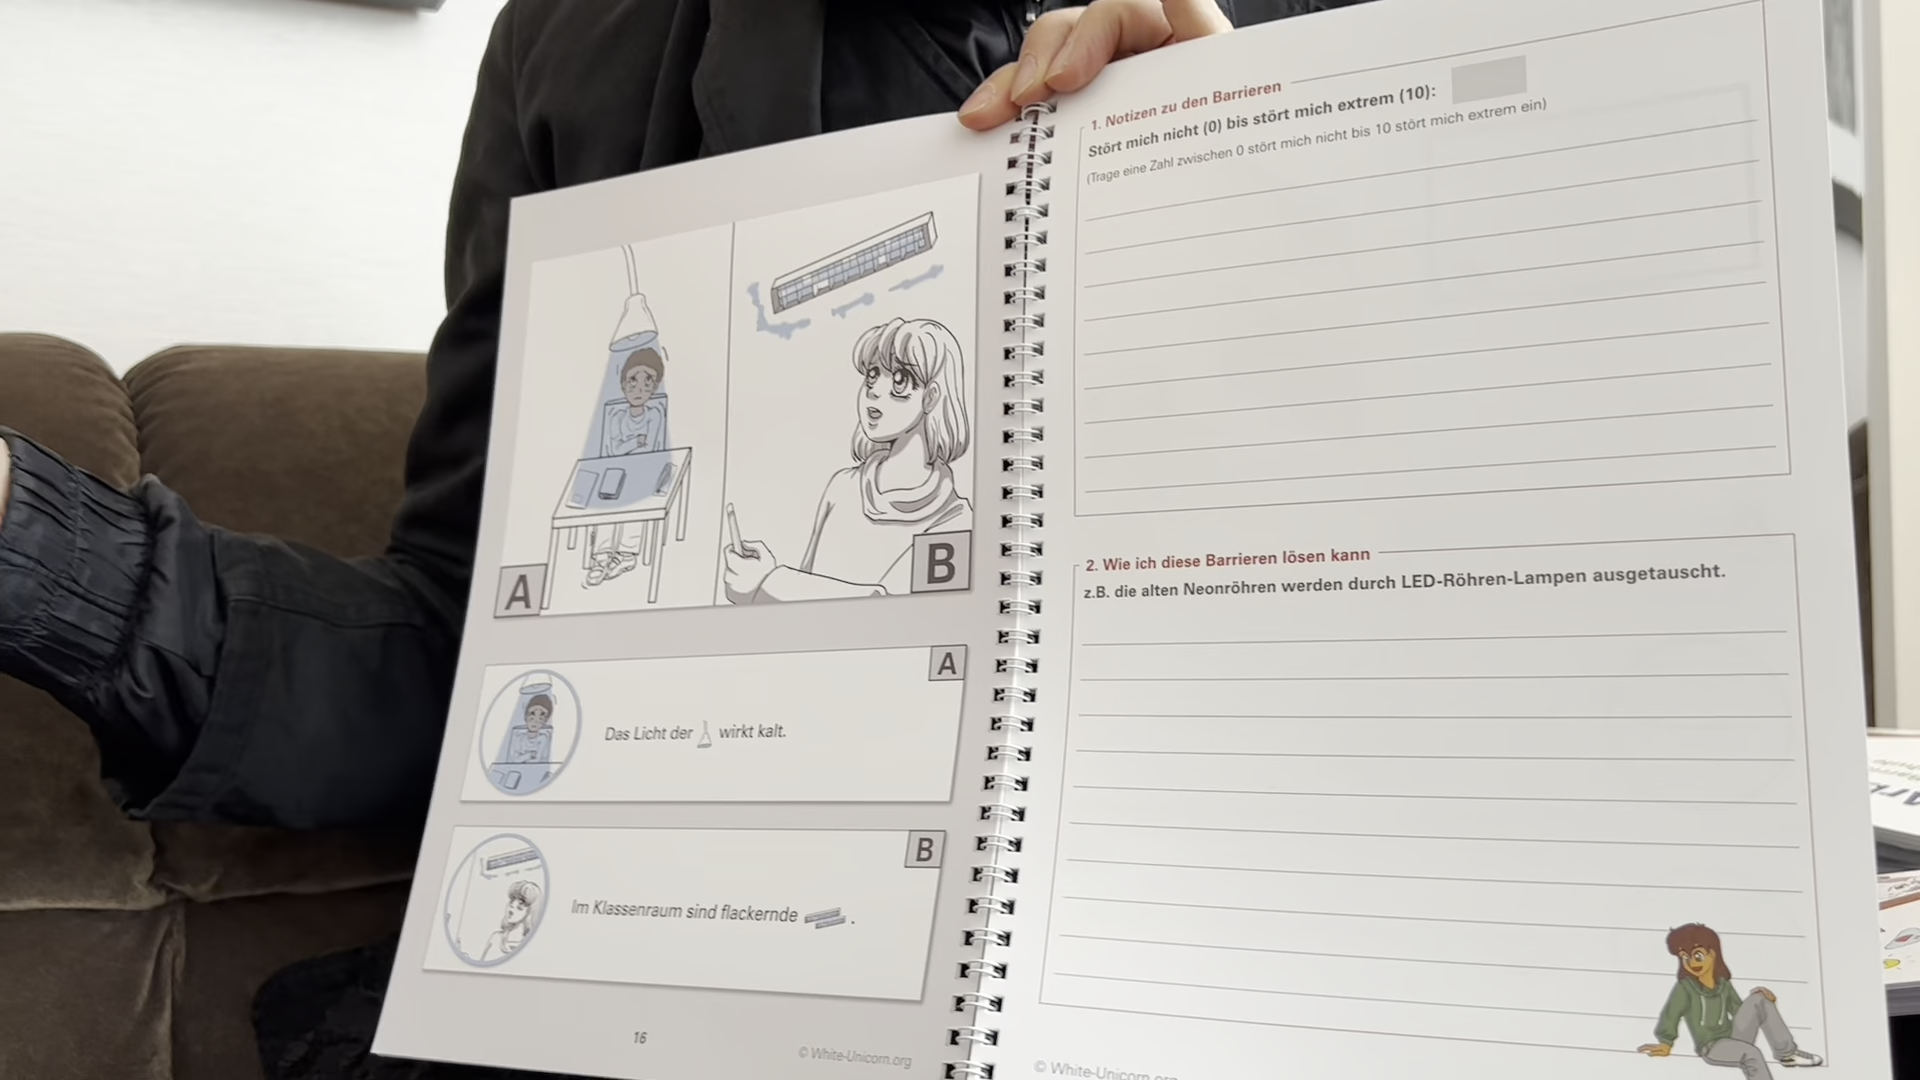 A
B
A
Das Licht der wirkt kalt.
B
Im Klassenraum sind flackernde .
16
© White-Unicorn.org
1. Notizen zu den Barrieren
Stört mich nicht (0) bis stört mich extrem (10):
(Trage eine Zahl zwischen 0 stört mich nicht bis 10 stört mich extrem ein)
2. Wie ich diese Barrieren lösen kann
z.B. die alten Neonröhren werden durch LED-Röhren-Lampen ausgetauscht.
© White-Unicorn.org